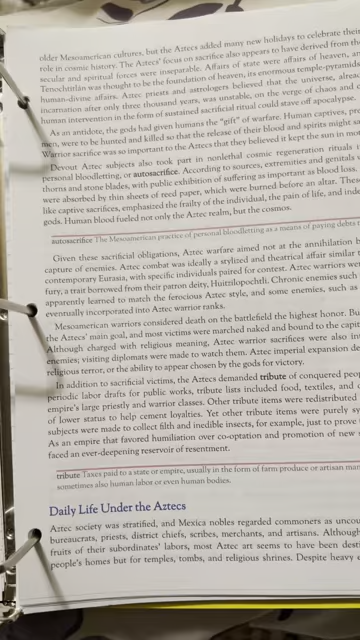 older Mesoamerican cultures, but the Aztecs added many new holidays to celebrate their
role in cosmic history. The Aztecs' focus on sacrifice also appears to have derived from the
secular and spiritual forces were inseparable. Affairs of state were affairs of heaven, an
Tenochtitlán was thought to be the foundation of heaven, its enormous temple-pyramids
human-divine affairs. Aztec priests and astrologers believed that the universe, alrea
incarnation after only three thousand years, was unstable, on the verge of chaos and c
human intervention in the form of sustained sacrificial ritual could stave off apocalypse.
As an antidote, the gods had given humans the "gift" of warfare. Human captives, pre
men, were to be hunted and killed so that the release of their blood and spirits might sa
Warrior sacrifice was so important to the Aztecs that they believed it kept the sun in mot
Devout Aztec subjects also took part in nonlethal cosmic regeneration rituals i
personal bloodletting, or autosacrifice. According to sources, extremities and genitals
thorns and stone blades, with public exhibition of suffering as important as blood loss.
were absorbed by thin sheets of reed paper, which were burned before an altar. These
like captive sacrifices, emphasized the frailty of the individual, the pain of life, and inde
gods. Human blood fueled not only the Aztec realm, but the cosmos.
autosacrifice The Mesoamerican practice of personal bloodletting as a means of paying debts t
Given these sacrificial obligations, Aztec warfare aimed not at the annihilation b
capture of enemies. Aztec combat was ideally a stylized and theatrical affair similar t
contemporary Eurasia, with specific individuals paired for contest. Aztec warriors wer
fury, a trait borrowed from their patron deity, Huitzilopochtli. Chronic enemies such
apparently learned to match the ferocious Aztec style, and some enemies, such as
eventually incorporated into Aztec warrior ranks.
Mesoamerican warriors considered death on the battlefield the highest honor. Bu
the Aztecs' main goal, and most victims were marched naked and bound to the capit
Although charged with religious meaning, Aztec warrior sacrifices were also int
enemies; visiting diplomats were made to watch them. Aztec imperial expansion de
religious terror, or the ability to appear chosen by the gods for victory.
In addition to sacrificial victims, the Aztecs demanded tribute of conquered peop
periodic labor drafts for public works, tribute lists included food, textiles, and c
empire's large priestly and warrior classes. Other tribute items were redistributed
of lower status to help cement loyalties. Yet other tribute items were purely sy
subjects were made to collect filth and inedible insects, for example, just to prove
As an empire that favored humiliation over co-optation and promotion of new
faced an ever-deepening reservoir of resentment.
tribute Taxes paid to a state or empire, usually in the form of farm produce or artisan man
sometimes also human labor or even human bodies.
Daily Life Under the Aztecs
Aztec society was stratified, and Mexica nobles regarded commoners as uncou
bureaucrats, priests, district chiefs, scribes, merchants, and artisans. Although
fruits of their subordinates' labors, most Aztec art seems to have been desti
people's homes but for temples, tombs, and religious shrines. Despite heavy e